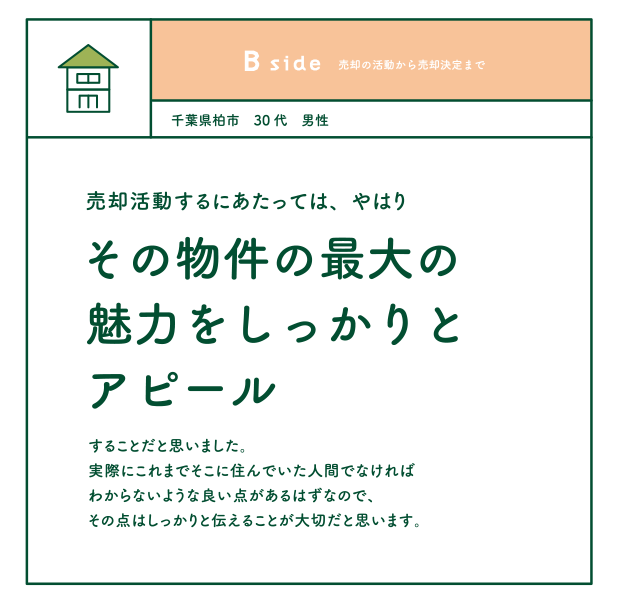 B side 売却の活動から売却決定まで
千葉県柏市 30代 男性
売却活動するにあたっては、やはり
その物件の最大の
魅力をしっかりと
アピール
することだと思いました。
実際にこれまでそこに住んでいた人間でなければ
わからないような良い点があるはずなので、
その点はしっかりと伝えることが大切だと思います。